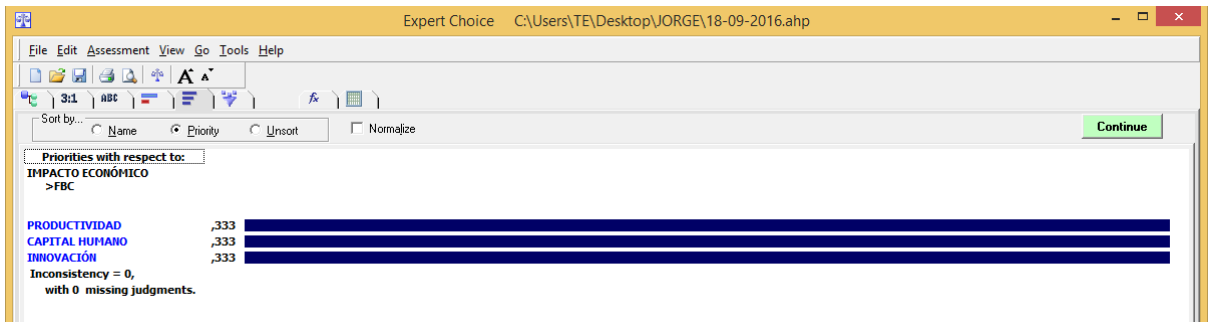 Expert Choice C:\Users\TE\Desktop\JORGE\18-09-2016.ahp
File Edit Assessment View Go Tools Help
A A
3:1 ABC fx
Sort by... Name Priority Unsort Normalize Continue
Priorities with respect to:
IMPACTO ECONÓMICO
>FBC
PRODUCTIVIDAD ,333
CAPITAL HUMANO ,333
INNOVACIÓN ,333
Inconsistency = 0,
with 0 missing judgments.